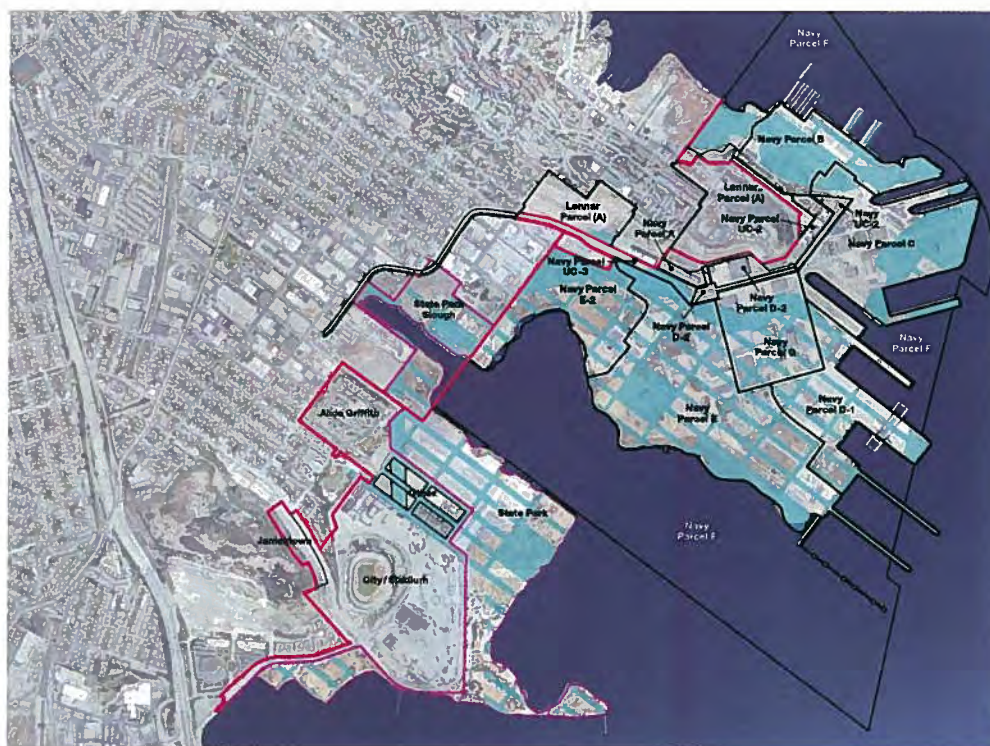 Navy
Parcel F
Navy Parcel B
Lennar
Parcel (A)
Navy Parcel
UC-2
Navy
UC-2
Navy Parcel C
Lennar
Parcel (A)
Navy
Parcel A
Navy Parcel
UC-3
Navy Parcel
E-2
State Park
Slough
Navy
Parcel D-2
Navy Parcel
Navy
Parcel G
Navy
Parcel F
Navy
Parcel E
Navy
Parcel D-1
Alice Griffith
State Park
Navy
Parcel F
Jamestown
City/Stadium